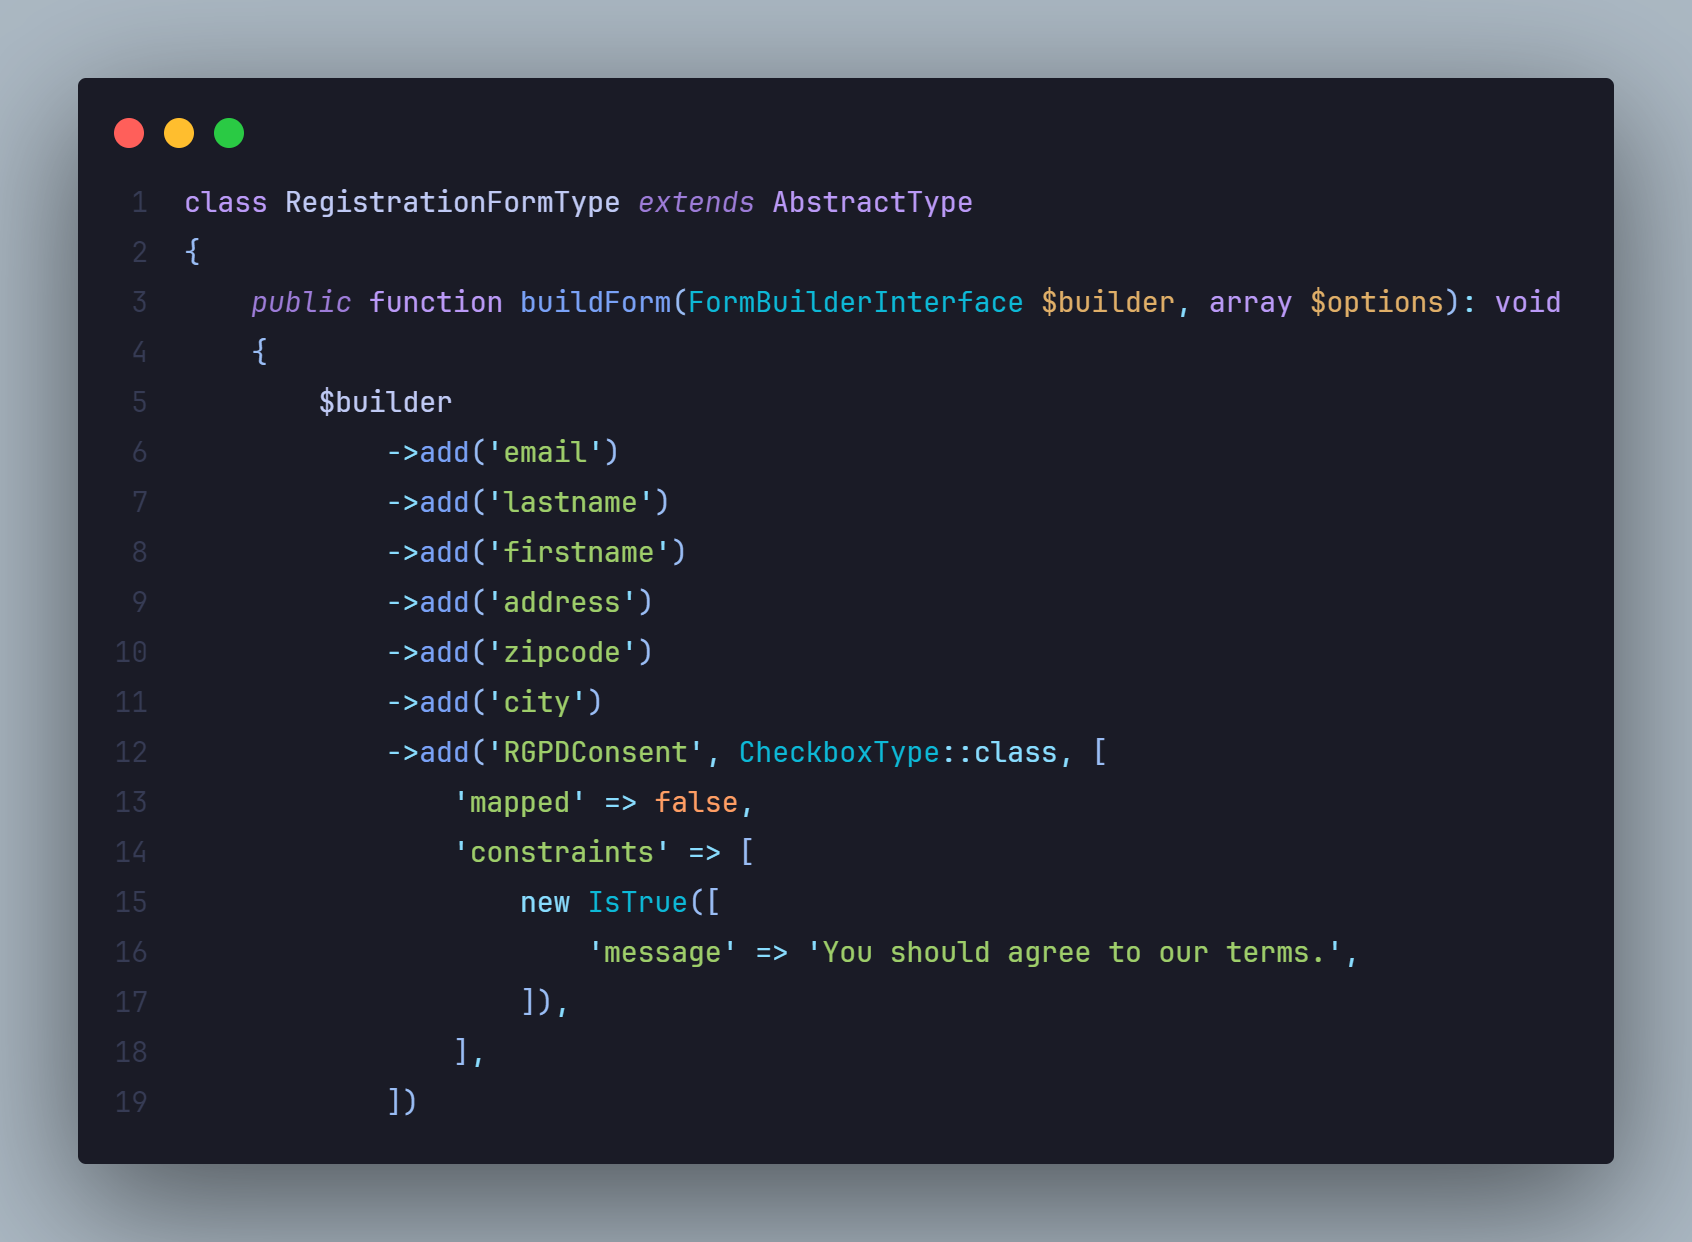 1 class RegistrationFormType extends AbstractType
2 {
3     public function buildForm(FormBuilderInterface $builder, array $options): void
4     {
5         $builder
6             ->add('email')
7             ->add('lastname')
8             ->add('firstname')
9             ->add('address')
10             ->add('zipcode')
11             ->add('city')
12             ->add('RGPDConsent', CheckboxType::class, [
13                 'mapped' => false,
14                 'constraints' => [
15                     new IsTrue([
16                         'message' => 'You should agree to our terms.',
17                     ]),
18                 ],
19             ])